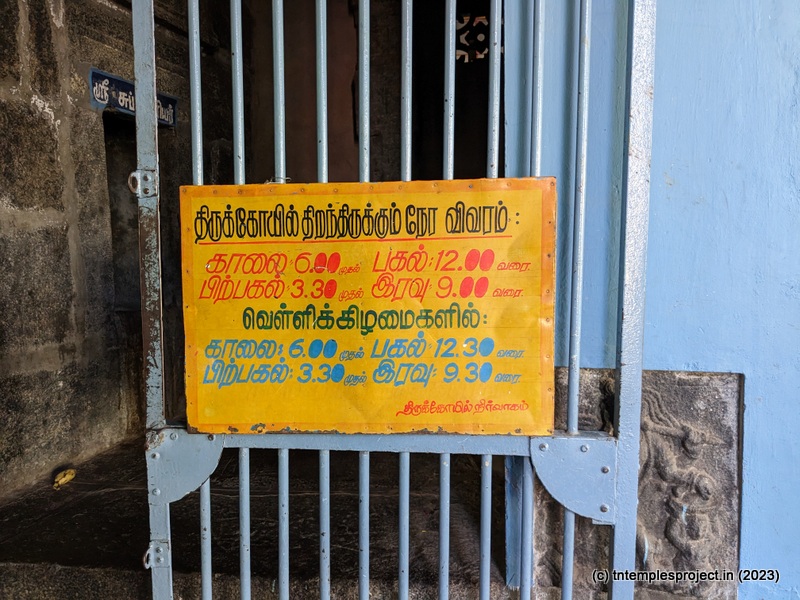 ஸ்ரீ சுப்
திருக்கோயில் திறந்திருக்கும் நேர விவரம் :
காலை: 6.00 முதல் பகல்: 12.00 வரை.
பிற்பகல்: 3.30 முதல் இரவு: 9.00 வரை.
வெள்ளிக்கிழமைகளில் :
காலை: 6.00 முதல் பகல்: 12.30 வரை.
பிற்பகல்: 3.30 முதல் இரவு: 9.30 வரை.
திருக்கோயில் நிர்வாகம்
(c) tntemplesproject.in (2023)